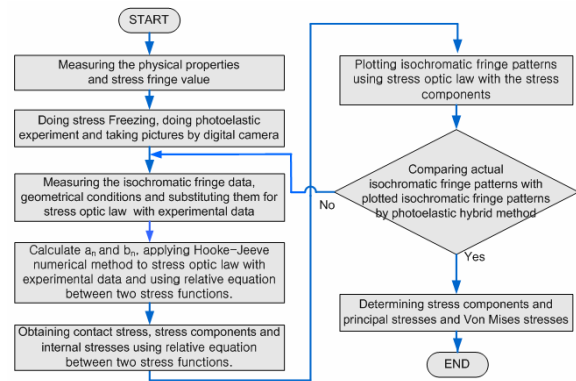 START
Measuring the physical properties
and stress fringe value
Doing stress Freezing, doing photoelastic
experiment and taking pictures by digital camera
Measuring the isochromatic fringe data,
geometrical conditions and substituting them for
stress optic law with experimental data
Calculate an and bn, applying Hooke-Jeeve
numerical method to stress optic law with
experimental data and using relative equation
between two stress functions.
Obtaining contact stress, stress components and
internal stresses using relative equation
between two stress functions.
Plotting isochromatic fringe patterns
using stress optic law with the stress
components
Comparing actual
isochromatic fringe patterns with
plotted isochromatic fringe patterns
by photoelastic hybrid method
No
Yes
Determining stress components and
principal stresses and Von Mises stresses
END